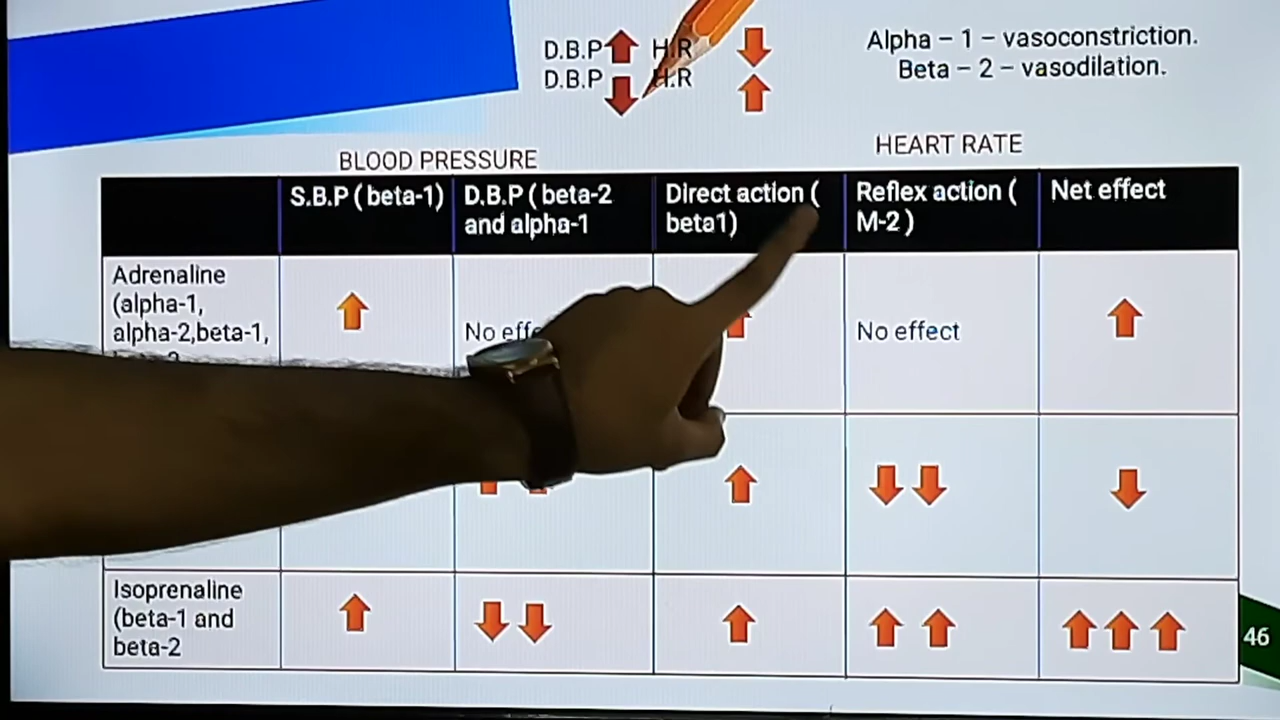 D.B.P H.R
D.B.P H.R
Alpha – 1 – vasoconstriction.
Beta – 2 – vasodilation.
BLOOD PRESSURE
HEART RATE
S.B.P ( beta-1)
D.B.P ( beta-2
and alpha-1
Direct action (
beta1)
Reflex action (
M-2 )
Net effect
Adrenaline
(alpha-1,
alpha-2,beta-1,
No
No effect
Isoprenaline
(beta-1 and
beta-2
46